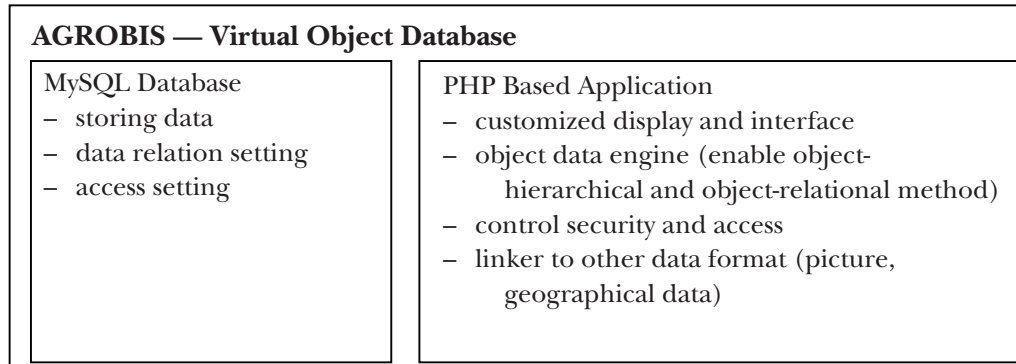 AGROBIS — Virtual Object Database
MySQL Database
– storing data
– data relation setting
– access setting
PHP Based Application
– customized display and interface
– object data engine (enable object-
hierarchical and object-relational method)
– control security and access
– linker to other data format (picture,
geographical data)